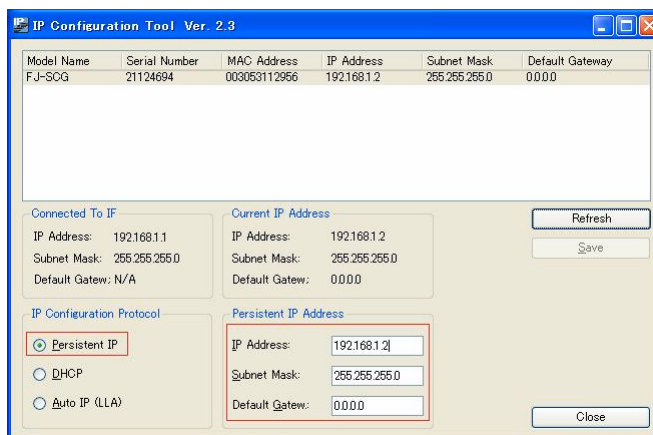 IP Configuration Tool Ver. 2.3
Model Name Serial Number MAC Address IP Address Subnet Mask Default Gateway
FJ-SCG 21124694 003053112956 192.168.1.2 255.255.255.0 0.0.0.0
Connected To IF
IP Address: 192.168.1.1
Subnet Mask: 255.255.255.0
Default Gatew: N/A
Current IP Address
IP Address: 192.168.1.2
Subnet Mask: 255.255.255.0
Default Gatew: 0.0.0.0
Refresh
Save
IP Configuration Protocol
Persistent IP
DHCP
Auto IP (LLA)
Persistent IP Address
IP Address: 192.168.1.2
Subnet Mask: 255.255.255.0
Default Gatew.: 0.0.0.0
Close